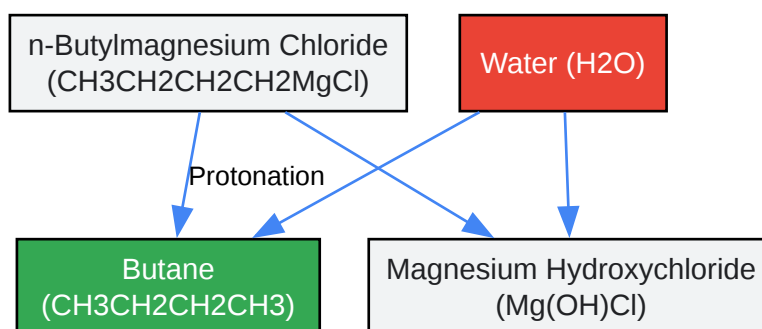 n-Butylmagnesium Chloride
(CH3CH2CH2CH2MgCl)
Water (H2O)
Protonation
Butane
(CH3CH2CH2CH3)
Magnesium Hydroxychloride
(Mg(OH)Cl)